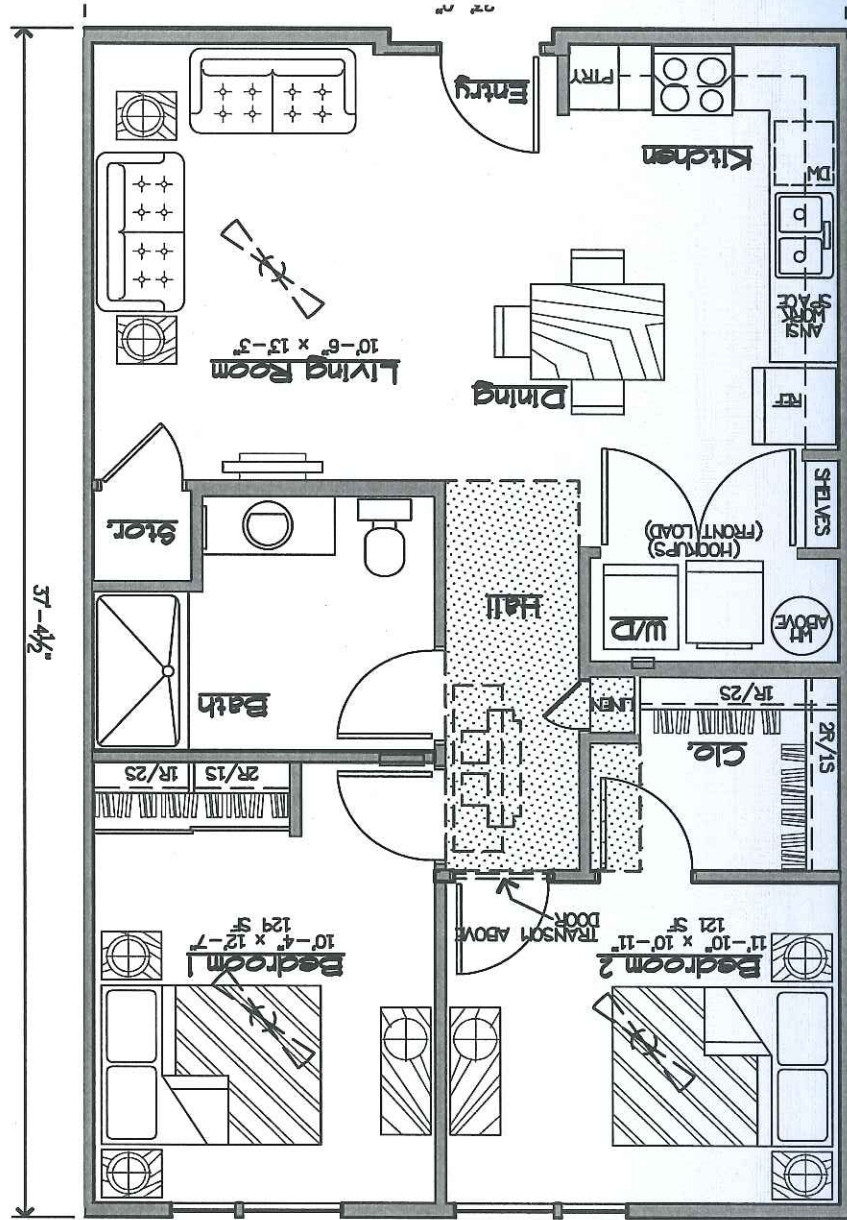 Bedroom 2
11'-10" x 10'-11"
121 SF
TRANSOM ABOVE
DOOR
Bedroom 1
10'-4" x 12'-7"
129 SF
2R/1S
Clo.
1R/2S
LINEN
2R/1S
1R/2S
Bath
WH
ABOVE
W/D
(HOOKUPS)
(FRONT LOAD)
Hall
SHELVES
Stor.
37'-4½"
REF
Dining
Living Room
10'-6" x 13'-3"
ANSI
WORK
SPACE
DW
Kitchen
PTRY
Entry